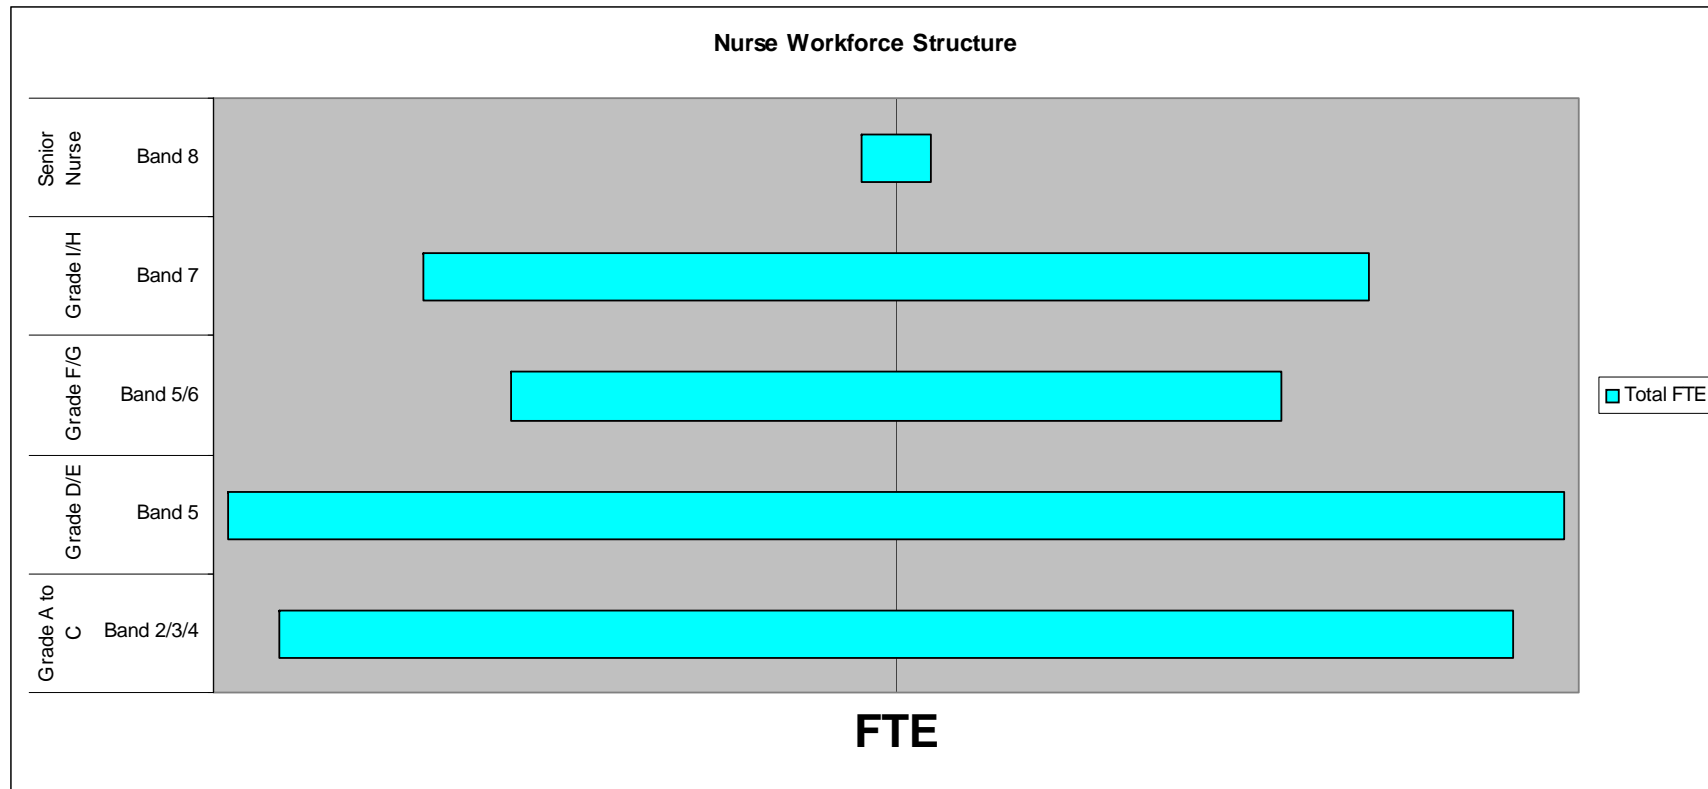 Nurse Workforce Structure
Senior
Nurse
Band 8
Grade I/H
Band 7
Grade F/G
Band 5/6
Grade D/E
Band 5
Grade A to
C
Band 2/3/4
Total FTE
FTE